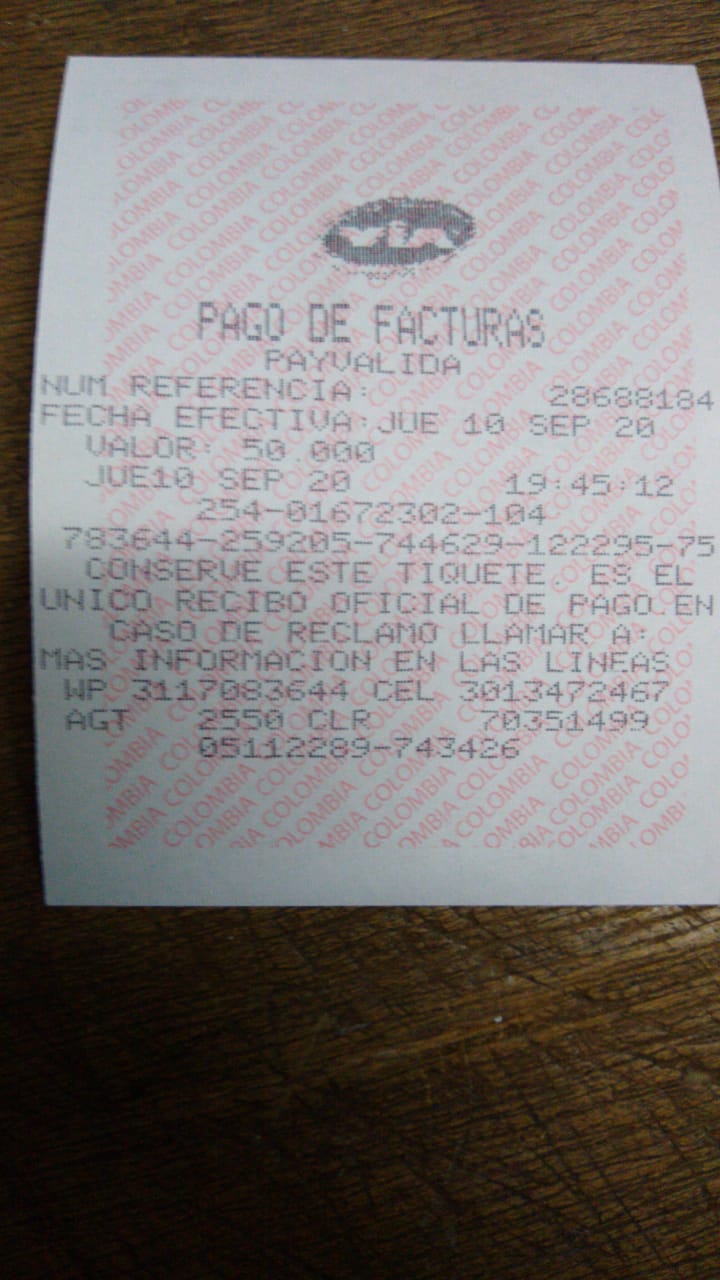 VIA
PAGO DE FACTURAS
PAYVALIDA
NUM REFERENCIA: 28688184
FECHA EFECTIVA:JUE 10 SEP 20
VALOR: 50 000
JUE10 SEP 20 19:45:12
254-01672302-104
783644-259205-744629-122295-75
CONSERVE ESTE TIQUETE. ES EL
UNICO RECIBO OFICIAL DE PAGO.EN
CASO DE RECLAMO LLAMAR A:
MAS INFORMACION EN LAS LINEAS
WP 3117083644 CEL 3013472467
AGT 2550 CLR 70351499
05112289-743426
COLOMBIA